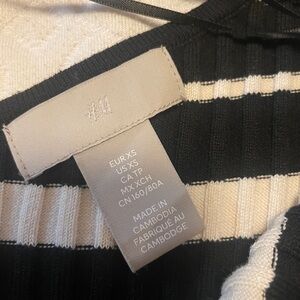 H&M
EUR XS
US XS
CA TP
MX XCH
CN 160/80A
MADE IN
CAMBODIA
FABRIQUÉ AU
CAMBODGE